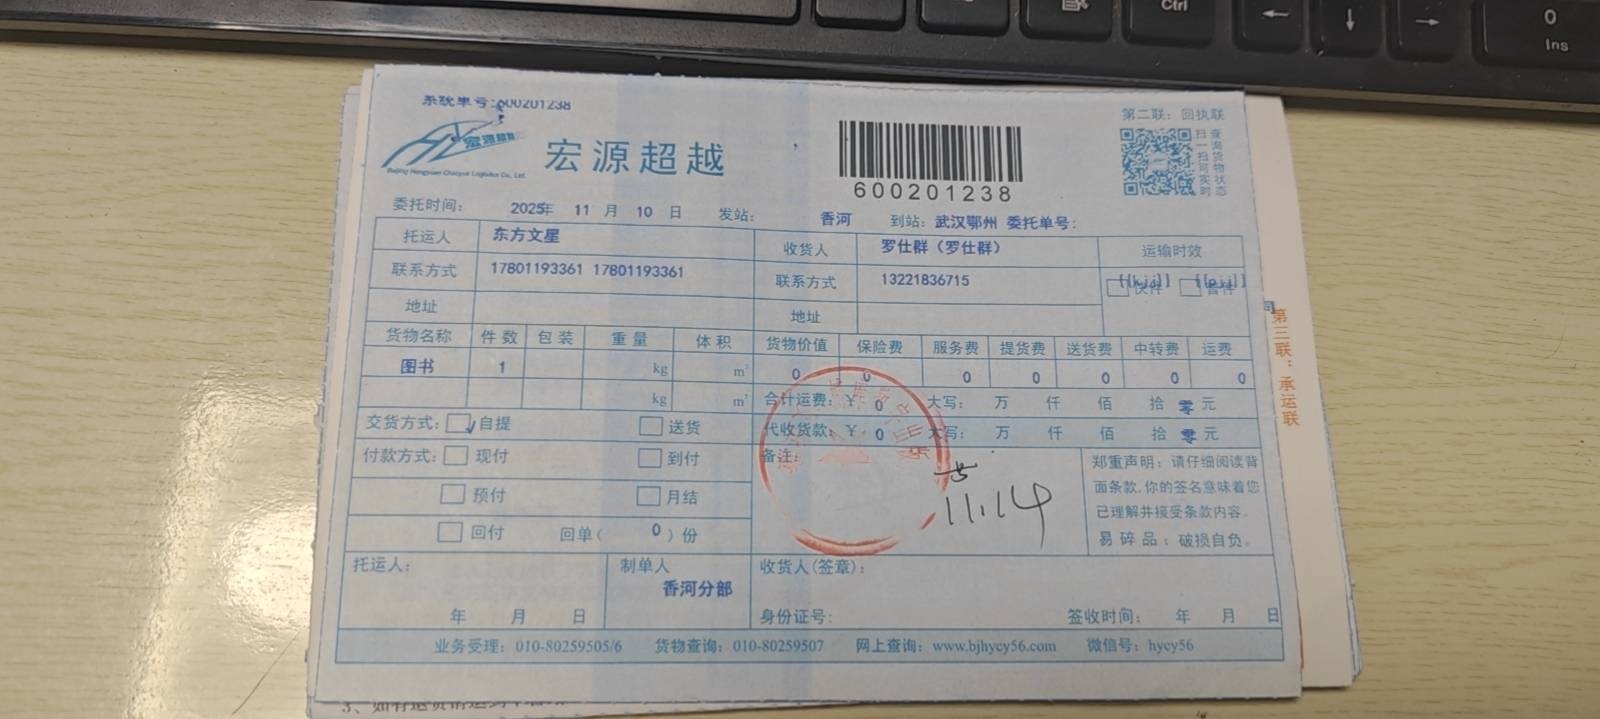 Ctrl
←
↓
→
0
Ins
系统单号:600201238
第二联：回执联
宏源超越
Beijing Hongyuan Chaoyue Logistics Co., Ltd.
宏源超越
600201238
扫一扫可实时
查询货物状态
委托时间： 2025年 11 月 10 日 发站： 香河 到站：武汉鄂州 委托单号：
托运人 东方文星 收货人 罗仕群（罗仕群） 运输时效
联系方式 17801193361 17801193361 联系方式 13221836715
地址 地址
货物名称 件数 包装 重量 体积 货物价值 保险费 服务费 提货费 送货费 中转费 运费
图书 1 kg m³ 0 0 0 0 0 0 0
kg m³ 合计运费：¥ 0 大写： 万 仟 佰 拾 零 元
交货方式： 自提 送货 代收货款：¥ 0 大写： 万 仟 佰 拾 零 元
付款方式： 现付 到付 备注：
预付 月结
回付 回单（ 0 ）份
11.14
郑重声明：请仔细阅读背
面条款,你的签名意味着您
已理解并接受条款内容。
易碎品：破损自负。
托运人： 制单人 收货人(签章)：
香河分部
年 月 日 身份证号： 签收时间： 年 月 日
业务受理：010-80259505/6 货物查询：010-80259507 网上查询：www.bjhycy56.com 微信号：hycy56
第三联：承运联